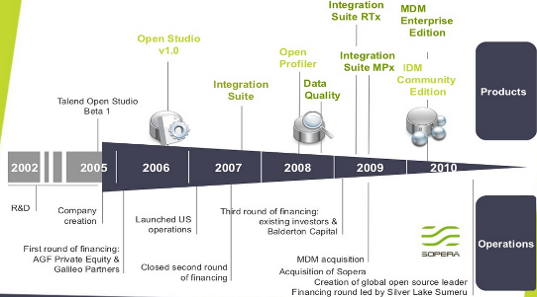 Integration
Suite RTx
MDM
Enterprise
Edition
Open Studio
v1.0
Open
Profiler
Integration
Suite MPx
IDM
Community
Edition
Integration
Suite
Data
Quality
Products
Talend Open Studio
Beta 1
2002
2005
2006
2007
2008
2009
2010
R&D
Company
creation
Launched US
operations
Third round of financing:
existing investors &
Balderton Capital
SOPERA
Operations
First round of financing:
AGF Private Equity &
Galileo Partners
Closed second round
of financing
MDM acquisition
Acquisition of Sopera
Creation of global open source leader
Financing round led by Silver Lake Sumeru